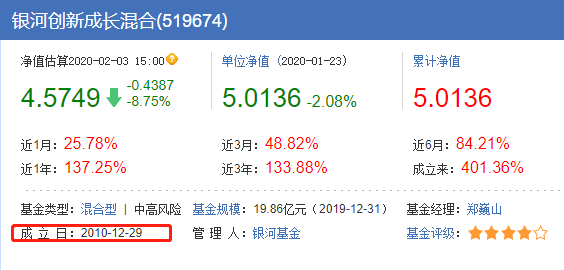 银河创新成长混合(519674)
净值估算2020-02-03 15:00 单位净值 (2020-01-23) 累计净值
4.5749 -0.4387 -8.75% 5.0136 -2.08% 5.0136
近1月: 25.78% 近3月: 48.82% 近6月: 84.21%
近1年: 137.25% 近3年: 133.88% 成立来: 401.36%
基金类型: 混合型 | 中高风险 基金规模: 19.86亿元 (2019-12-31) 基金经理: 郑巍山
成 立 日: 2010-12-29 管 理 人: 银河基金 基金评级: